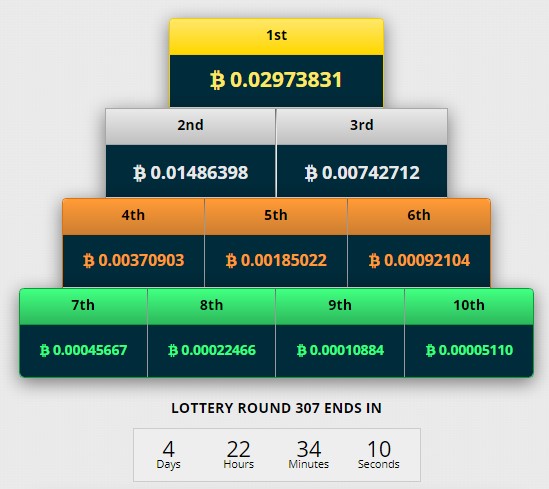 1st
₿ 0.02973831
2nd 3rd
₿ 0.01486398 ₿ 0.00742712
4th 5th 6th
₿ 0.00370903 ₿ 0.00185022 ₿ 0.00092104
7th 8th 9th 10th
₿ 0.00045667 ₿ 0.00022466 ₿ 0.00010884 ₿ 0.00005110
LOTTERY ROUND 307 ENDS IN
4 22 34 10
Days Hours Minutes Seconds